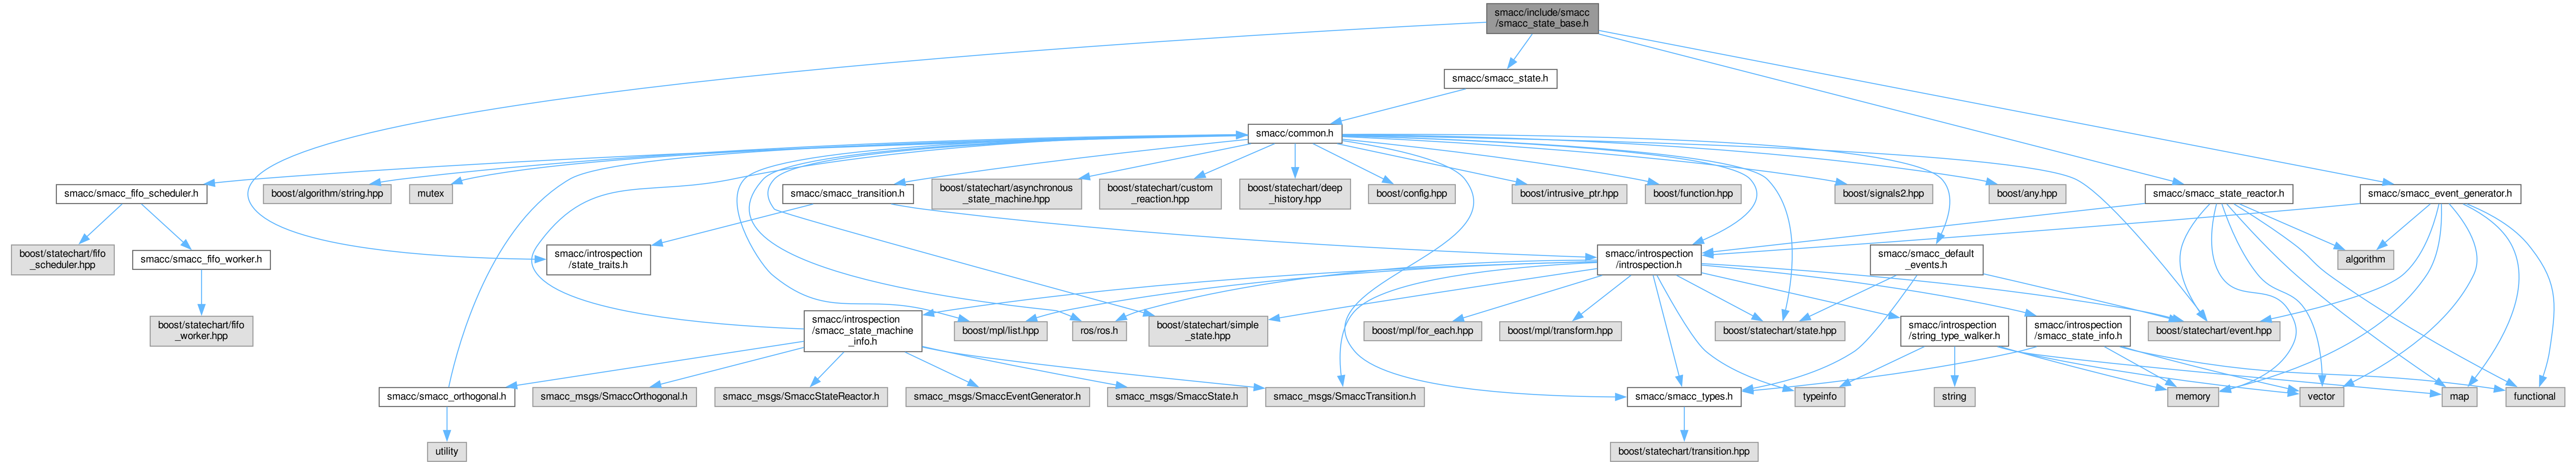 smacc/include/smacc
/smacc_state_base.h
smacc/smacc_state.h
smacc/common.h
smacc/smacc_fifo_scheduler.h
boost/algorithm/string.hpp
mutex
smacc/smacc_transition.h
boost/statechart/asynchronous
_state_machine.hpp
boost/statechart/custom
_reaction.hpp
boost/statechart/deep
_history.hpp
boost/config.hpp
boost/intrusive_ptr.hpp
boost/function.hpp
boost/signals2.hpp
boost/any.hpp
smacc/smacc_state_reactor.h
smacc/smacc_event_generator.h
boost/statechart/fifo
_scheduler.hpp
smacc/smacc_fifo_worker.h
smacc/introspection
/state_traits.h
smacc/introspection
/introspection.h
smacc/smacc_default
_events.h
algorithm
boost/statechart/fifo
_worker.hpp
smacc/introspection
/smacc_state_machine
_info.h
boost/mpl/list.hpp
ros/ros.h
boost/statechart/simple
_state.hpp
boost/mpl/for_each.hpp
boost/mpl/transform.hpp
boost/statechart/state.hpp
smacc/introspection
/string_type_walker.h
smacc/introspection
/smacc_state_info.h
boost/statechart/event.hpp
smacc/smacc_orthogonal.h
smacc_msgs/SmaccOrthogonal.h
smacc_msgs/SmaccStateReactor.h
smacc_msgs/SmaccEventGenerator.h
smacc_msgs/SmaccState.h
smacc_msgs/SmaccTransition.h
smacc/smacc_types.h
typeinfo
string
memory
vector
map
functional
utility
boost/statechart/transition.hpp